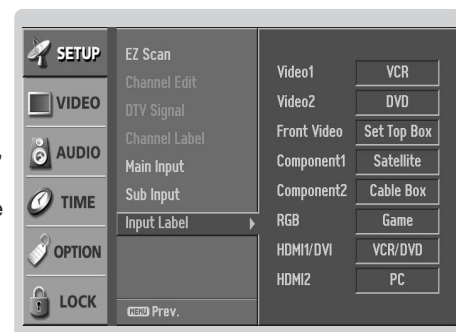 SETUP
VIDEO
AUDIO
TIME
OPTION
LOCK
EZ Scan
Channel Edit
DTV Signal
Channel Label
Main Input
Sub Input
Input Label
MENU Prev.
Video1 VCR
Video2 DVD
Front Video Set Top Box
Component1 Satellite
Component2 Cable Box
RGB Game
HDMI1/DVI VCR/DVD
HDMI2 PC